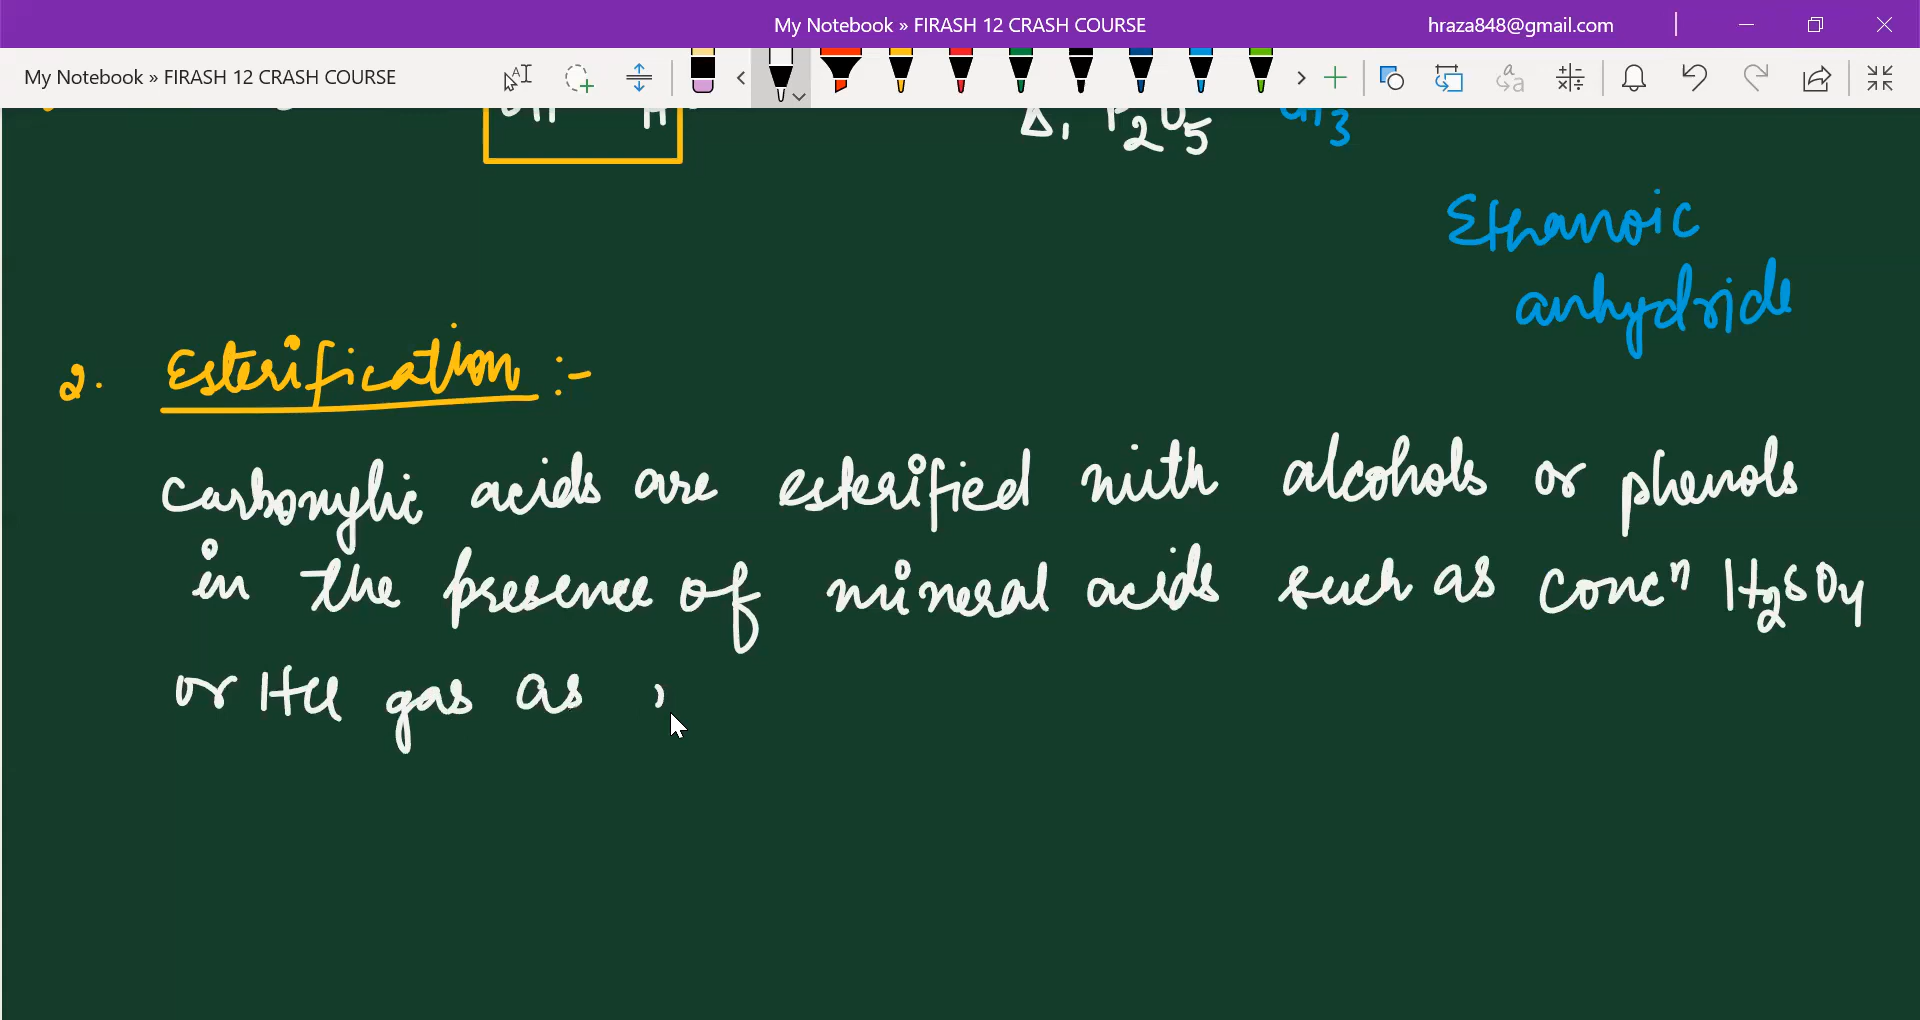 My Notebook » FIRASH 12 CRASH COURSE
hraza848@gmail.com
My Notebook » FIRASH 12 CRASH COURSE
Δ, P2O5 CH3
Ethanoic
anhydride
2. Esterification :-
Carboxylic acids are esterified with alcohols or phenols
in the presence of mineral acids such as concⁿ H2SO4
or HCl gas as